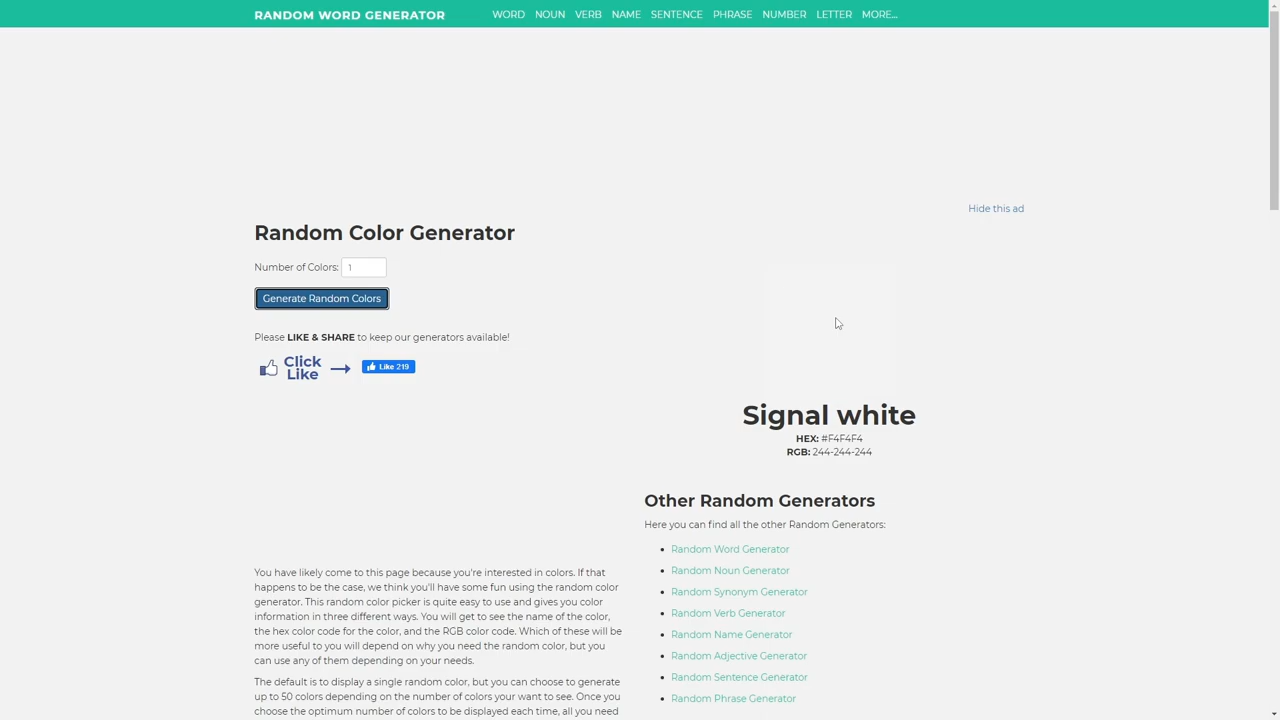 RANDOM WORD GENERATOR WORD NOUN VERB NAME SENTENCE PHRASE NUMBER LETTER MORE...
Hide this ad
Random Color Generator
Number of Colors: 1
Generate Random Colors
Please LIKE & SHARE to keep our generators available!
Click
Like
Like 219
Signal white
HEX: #F4F4F4
RGB: 244-244-244
Other Random Generators
Here you can find all the other Random Generators:
Random Word Generator
Random Noun Generator
Random Synonym Generator
Random Verb Generator
Random Name Generator
Random Adjective Generator
Random Sentence Generator
Random Phrase Generator
You have likely come to this page because you're interested in colors. If that
happens to be the case, we think you'll have some fun using the random color
generator. This random color picker is quite easy to use and gives you color
information in three different ways. You will get to see the name of the color,
the hex color code for the color, and the RGB color code. Which of these will be
more useful to you will depend on why you need the random color, but you
can use any of them depending on your needs.
The default is to display a single random color, but you can choose to generate
up to 50 colors depending on the number of colors your want to see. Once you
choose the optimum number of colors to be displayed each time, all you need